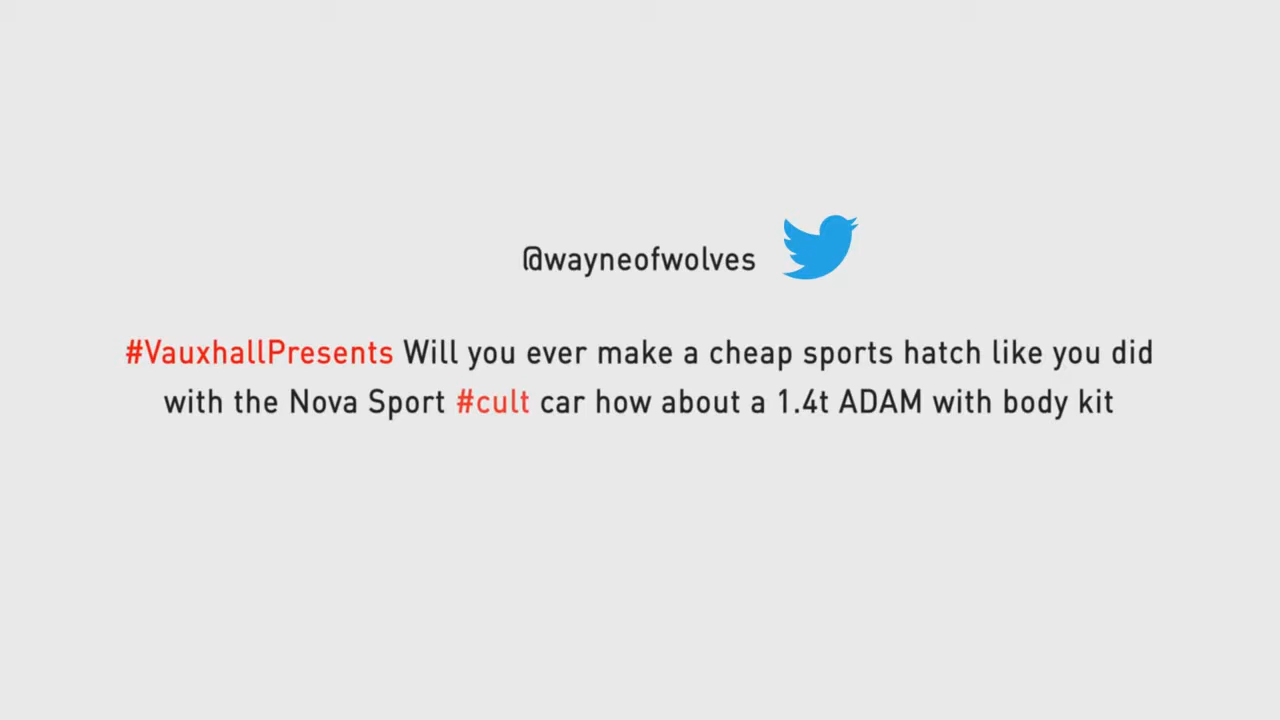 @wayneofwolves
#VauxhallPresents Will you ever make a cheap sports hatch like you did
with the Nova Sport #cult car how about a 1.4t ADAM with body kit